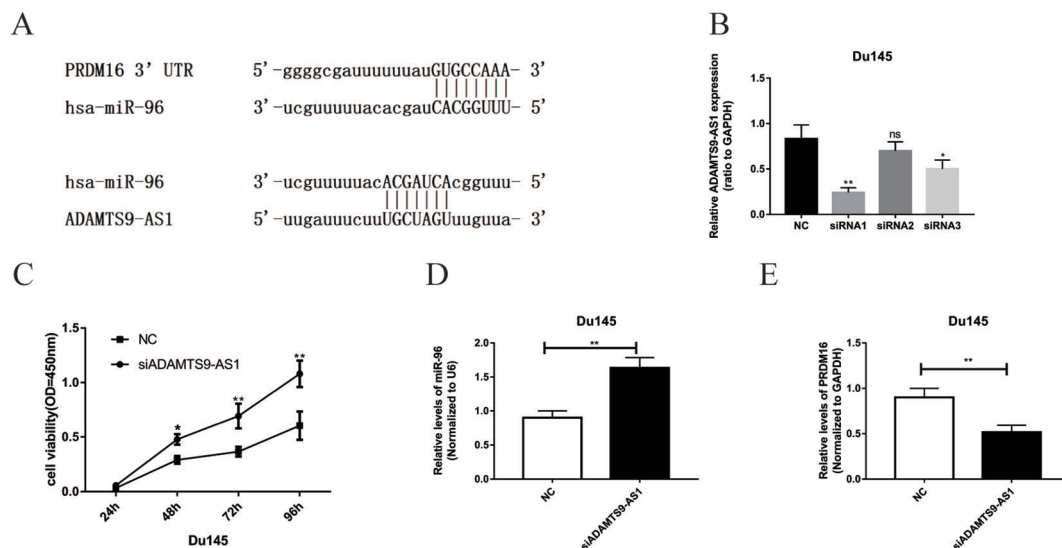 A
PRDM16 3' UTR 5' -ggggcgauuuuuuauGUGCCAAA- 3'
hsa-miR-96 3' -ucguuuuuacacgauCACGGUUU- 5'
hsa-miR-96 3' -ucguuuuuacACGAUCAcgguuu- 5'
ADAMTS9-AS1 5' -uugauuucuuUGCUAGUuuguua- 3'
B
Du145
Relative ADAMTS9-AS1 expression
(ratio to GAPDH)
1.5
1.0
0.5
0.0
**
ns
*
NC siRNA1 siRNA2 siRNA3
C
NC
siADAMTS9-AS1
cell viability(OD=450nm)
1.5
1.0
0.5
0.0
*
**
**
24h 48h 72h 96h
Du145
D
Du145
Relative levels of miR-96
(Normalized to U6)
2.0
1.5
1.0
0.5
0.0
**
NC siADAMTS9-AS1
E
Du145
Relative levels of PRDM16
(Normalized to GAPDH)
1.5
1.0
0.5
0.0
**
NC siADAMTS9-AS1